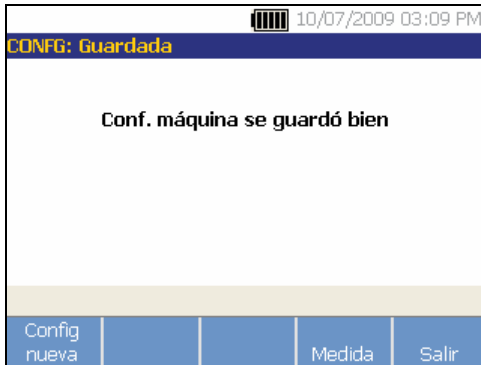 10/07/2009 03:09 PM
CONFG: Guardada
Conf. máquina se guardó bien
Config
nueva
Medida
Salir